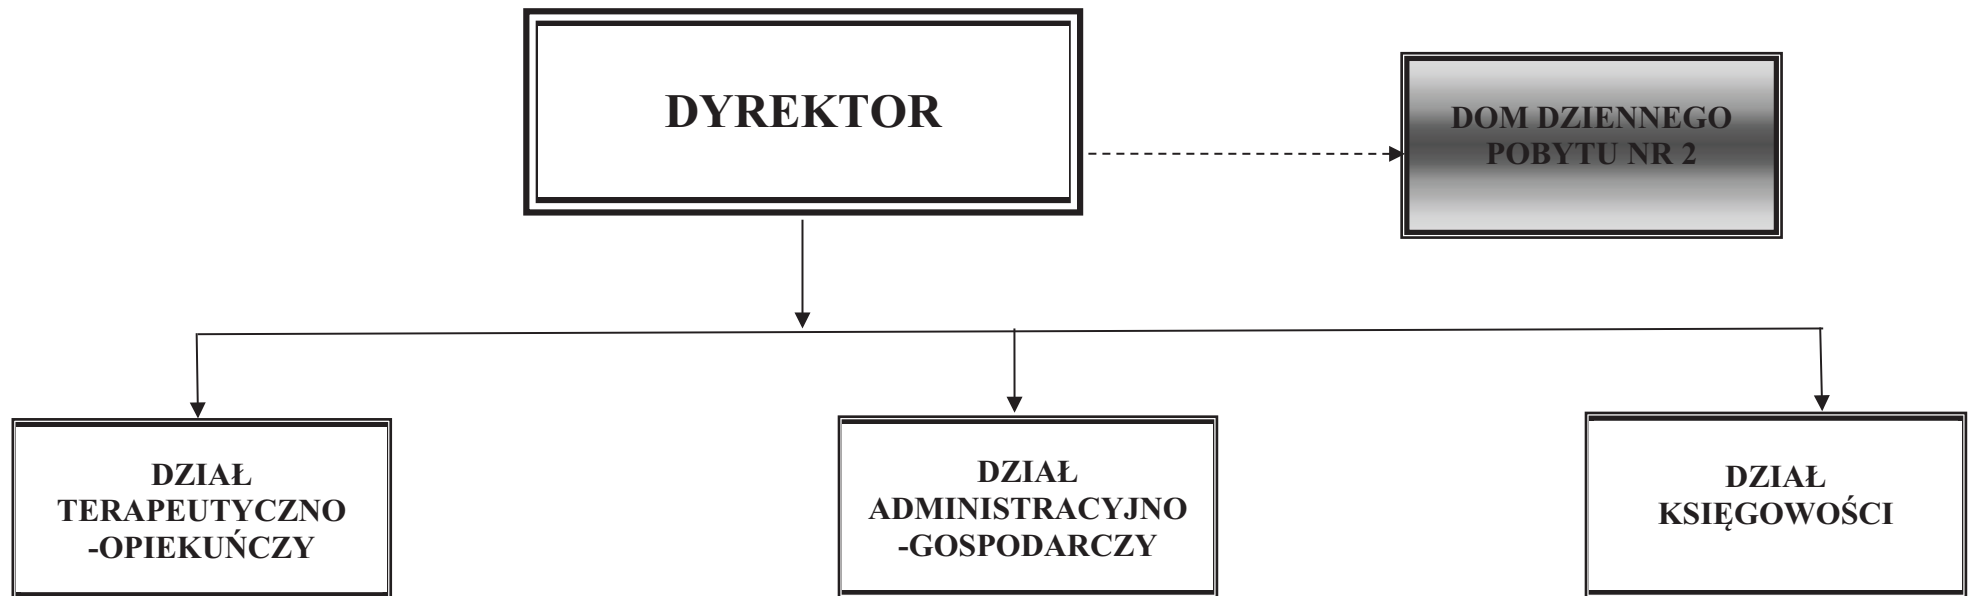 DYREKTOR
DOM DZIENNEGO
POBYTU NR 2
DZIAŁ
TERAPEUTYCZNO
-OPIEKUŃCZY
DZIAŁ
ADMINISTRACYJNO
-GOSPODARCZY
DZIAŁ
KSIĘGOWOŚCI